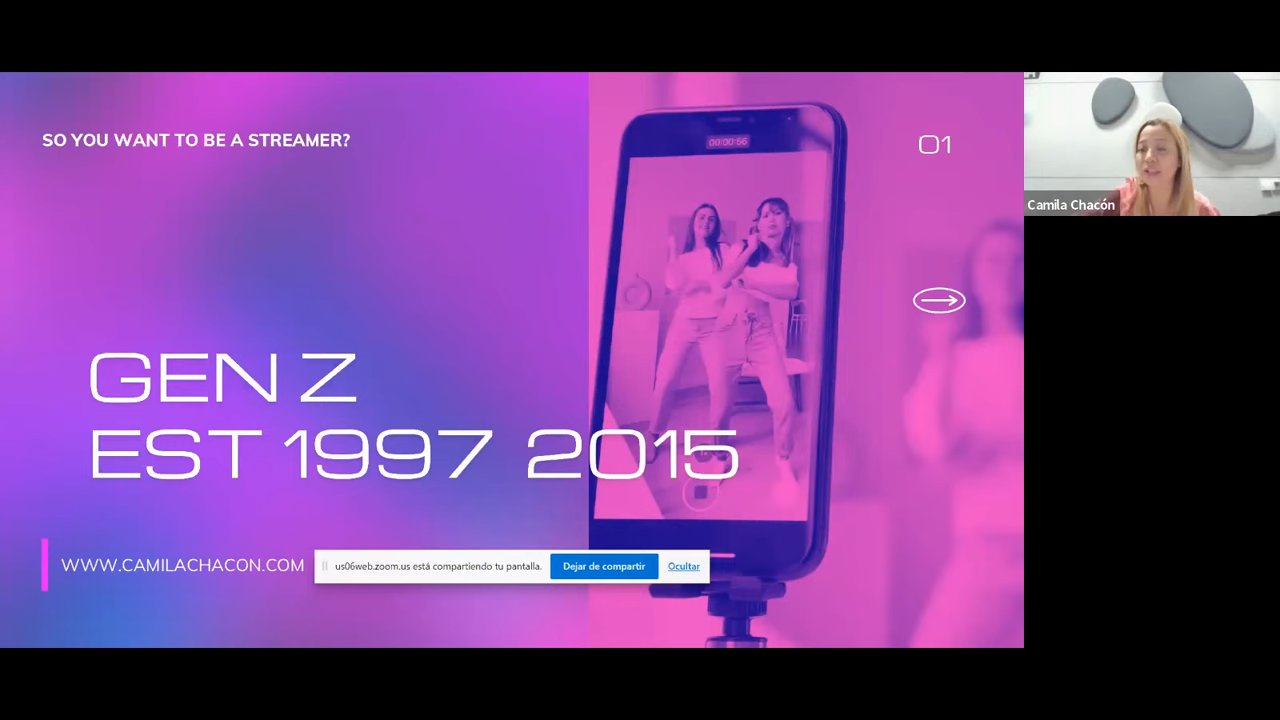 SO YOU WANT TO BE A STREAMER?
01
00:00:56
Camila Chacón
GEN Z
EST 1997 2015
WWW.CAMILACHACON.COM
us06web.zoom.us está compartiendo tu pantalla.
Dejar de compartir
Ocultar